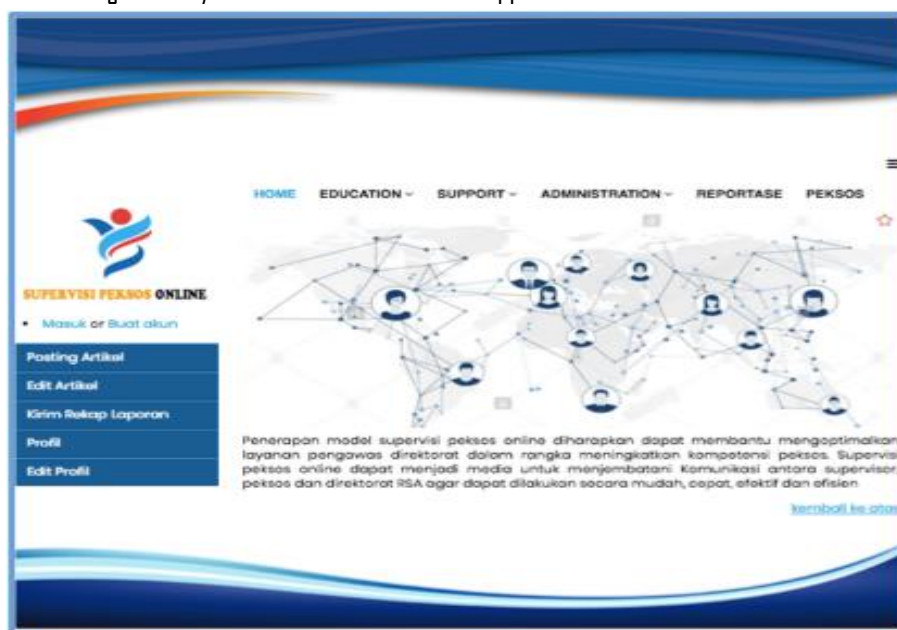 HOME EDUCATION SUPPORT ADMINISTRATION REPORTASE PEKSOS
SUPERVISI PEKSOS ONLINE
Masuk or Buat akun
Posting Artikel
Edit Artikel
Kirim Rekap Laporan
Profil
Edit Profil
Penerapan model supervisi peksos online diharapkan dapat membantu mengoptimalkan
layanan pengawas direktorat dalam rangka meningkatkan kompetensi peksos. Supervisi
peksos online dapat menjadi media untuk menjembatani Komunikasi antara supervisor,
peksos dan direktorat RSA agar dapat dilakukan secara mudah, cepat, efektif dan efisien
kembali ke atas